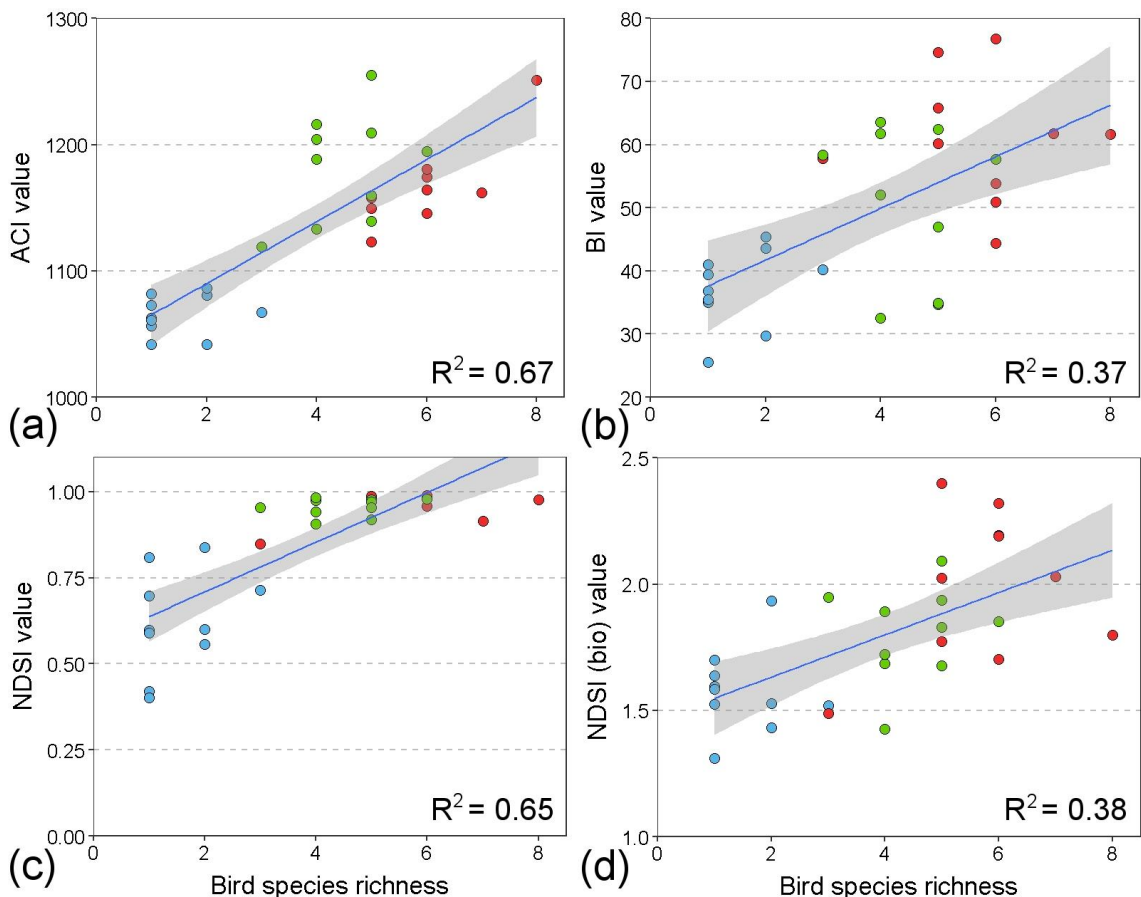 1300
1200
1100
1000
ACI value
0 2 4 6 8
R² = 0.67
(a)
80
70
60
50
40
30
20
BI value
0 2 4 6 8
R² = 0.37
(b)
1.00
0.75
0.50
0.25
0.00
NDSI value
0 2 4 6 8
R² = 0.65
(c)
Bird species richness
2.5
2.0
1.5
1.0
NDSI (bio) value
0 2 4 6 8
R² = 0.38
(d)
Bird species richness